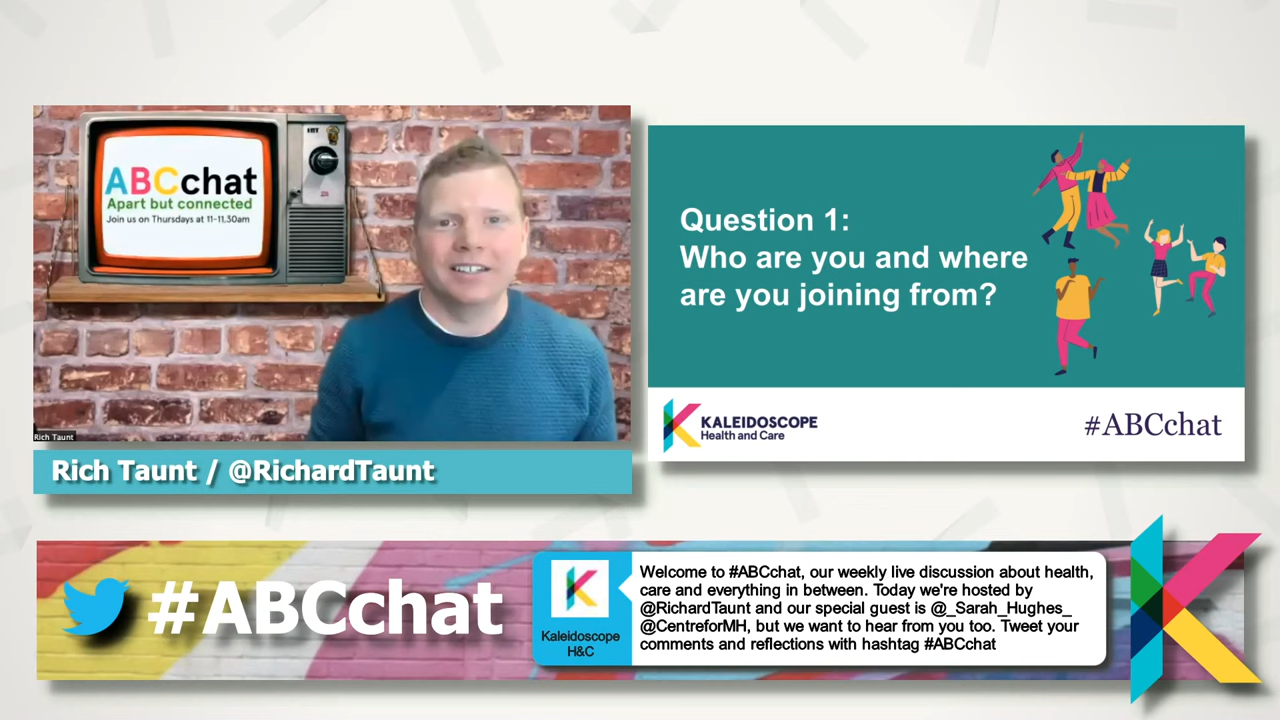 ABCchat
Apart but connected
Join us on Thursdays at 11-11.30am
Rich Taunt
Rich Taunt / @RichardTaunt
Question 1:
Who are you and where
are you joining from?
KALEIDOSCOPE
Health and Care
#ABCchat
#ABCchat
Kaleidoscope
H&C
Welcome to #ABCchat, our weekly live discussion about health,
care and everything in between. Today we're hosted by
@RichardTaunt and our special guest is @_Sarah_Hughes_
@CentreforMH, but we want to hear from you too. Tweet your
comments and reflections with hashtag #ABCchat